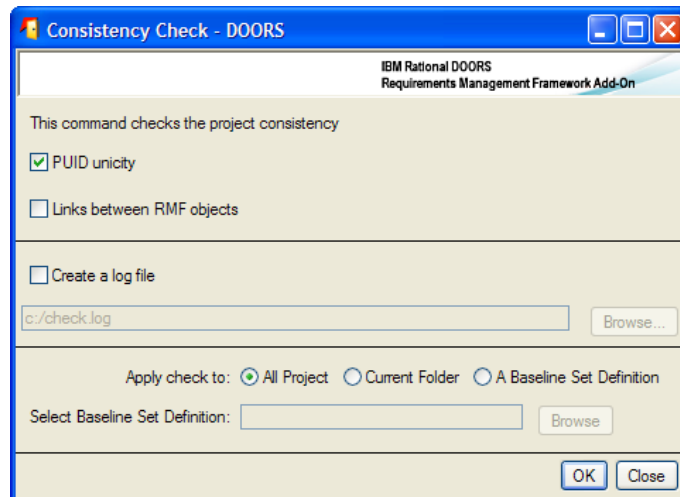 Consistency Check - DOORS
IBM Rational DOORS
Requirements Management Framework Add-On
This command checks the project consistency
PUID unicity
Links between RMF objects
Create a log file
c:/check.log
Browse...
Apply check to: All Project Current Folder A Baseline Set Definition
Select Baseline Set Definition: Browse
OK Close